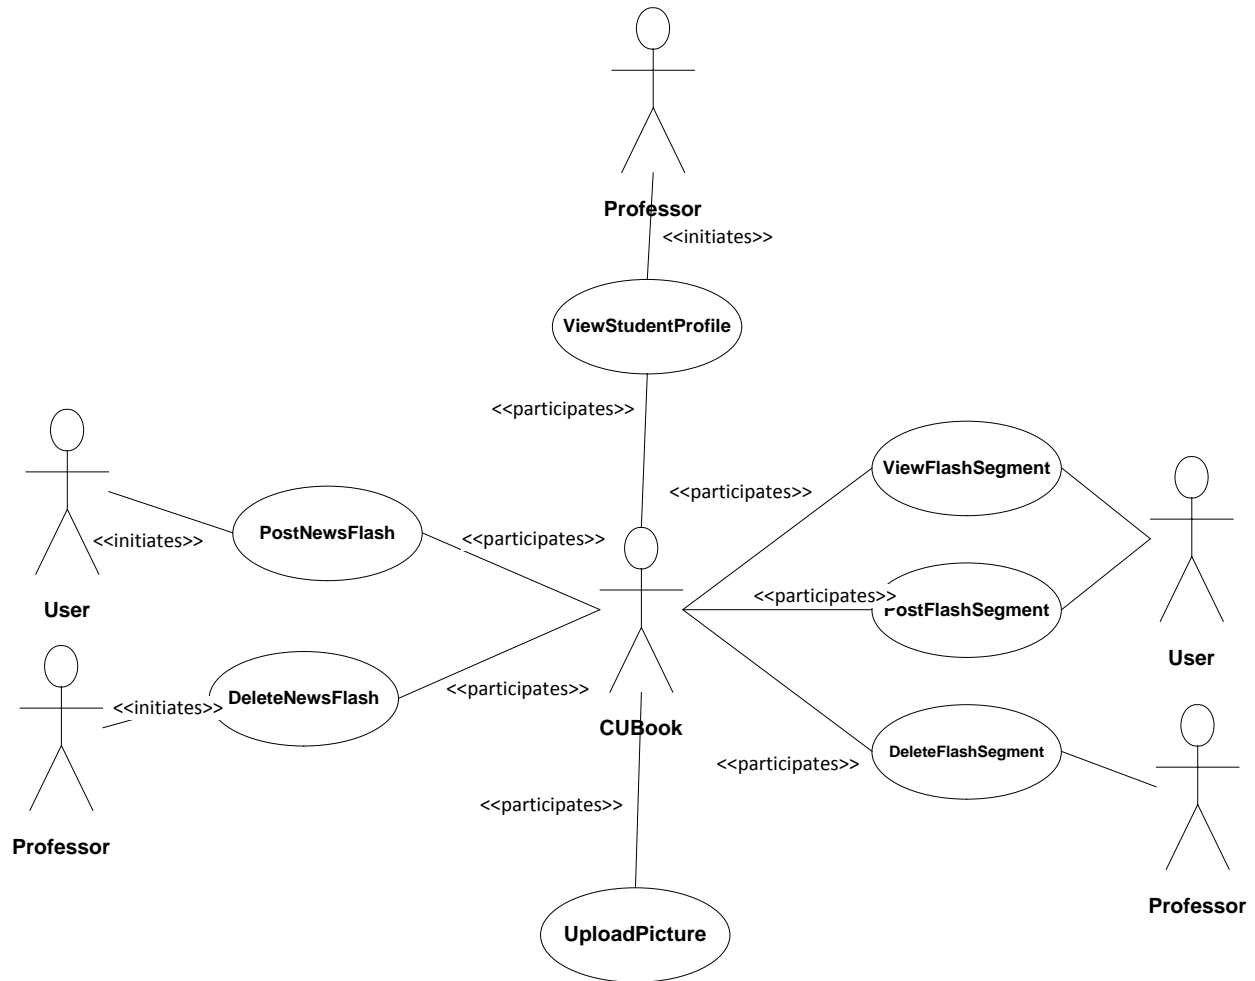 Professor
<<initiates>>
ViewStudentProfile
<<participates>>
ViewFlashSegment
<<participates>>
PostNewsFlash
<<initiates>>
<<participates>>
User
<<participates>>
PostFlashSegment
User
DeleteNewsFlash
<<initiates>>
<<participates>>
CUBook
DeleteFlashSegment
<<participates>>
<<participates>>
Professor
Professor
UploadPicture